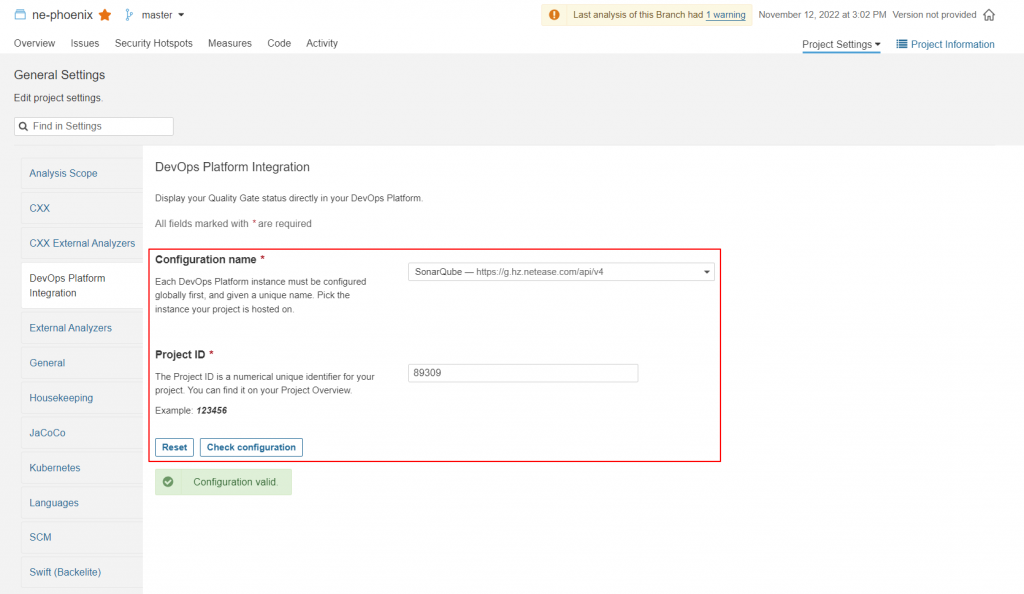 ne-phoenix master Last analysis of this Branch had 1 warning November 12, 2022 at 3:02 PM Version not provided
Overview Issues Security Hotspots Measures Code Activity Project Settings Project Information
General Settings
Edit project settings.
Find in Settings
Analysis Scope
CXX
CXX External Analyzers
DevOps Platform
Integration
External Analyzers
General
Housekeeping
JaCoCo
Kubernetes
Languages
SCM
Swift (Backelite)
DevOps Platform Integration
Display your Quality Gate status directly in your DevOps Platform.
All fields marked with * are required
Configuration name *
Each DevOps Platform instance must be configured
globally first, and given a unique name. Pick the
instance your project is hosted on.
SonarQube — https://g.hz.netease.com/api/v4
Project ID *
The Project ID is a numerical unique identifier for your
project. You can find it on your Project Overview.
Example: 123456
89309
Reset Check configuration
Configuration valid.